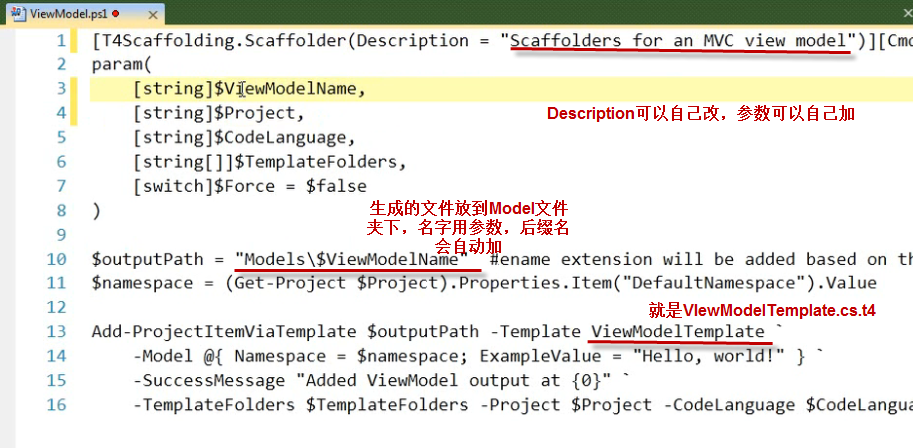 ViewModel.ps1
1 [T4Scaffolding.Scaffolder(Description = "Scaffolders for an MVC view model")][Cmd
2 param(
3 [string]$ViewModelName,
4 [string]$Project,
Description可以自己改，参数可以自己加
5 [string]$CodeLanguage,
6 [string[]]$TemplateFolders,
7 [switch]$Force = $false
8 )
生成的文件放到Model文件
夹下，名字用参数，后缀名
会自动加
9
10 $outputPath = "Models\$ViewModelName" #ename extension will be added based on th
11 $namespace = (Get-Project $Project).Properties.Item("DefaultNamespace").Value
12
就是VIewModelTemplate.cs.t4
13 Add-ProjectItemViaTemplate $outputPath -Template ViewModelTemplate `
14 -Model @{ Namespace = $namespace; ExampleValue = "Hello, world!" } `
15 -SuccessMessage "Added ViewModel output at {0}" `
16 -TemplateFolders $TemplateFolders -Project $Project -CodeLanguage $CodeLangua